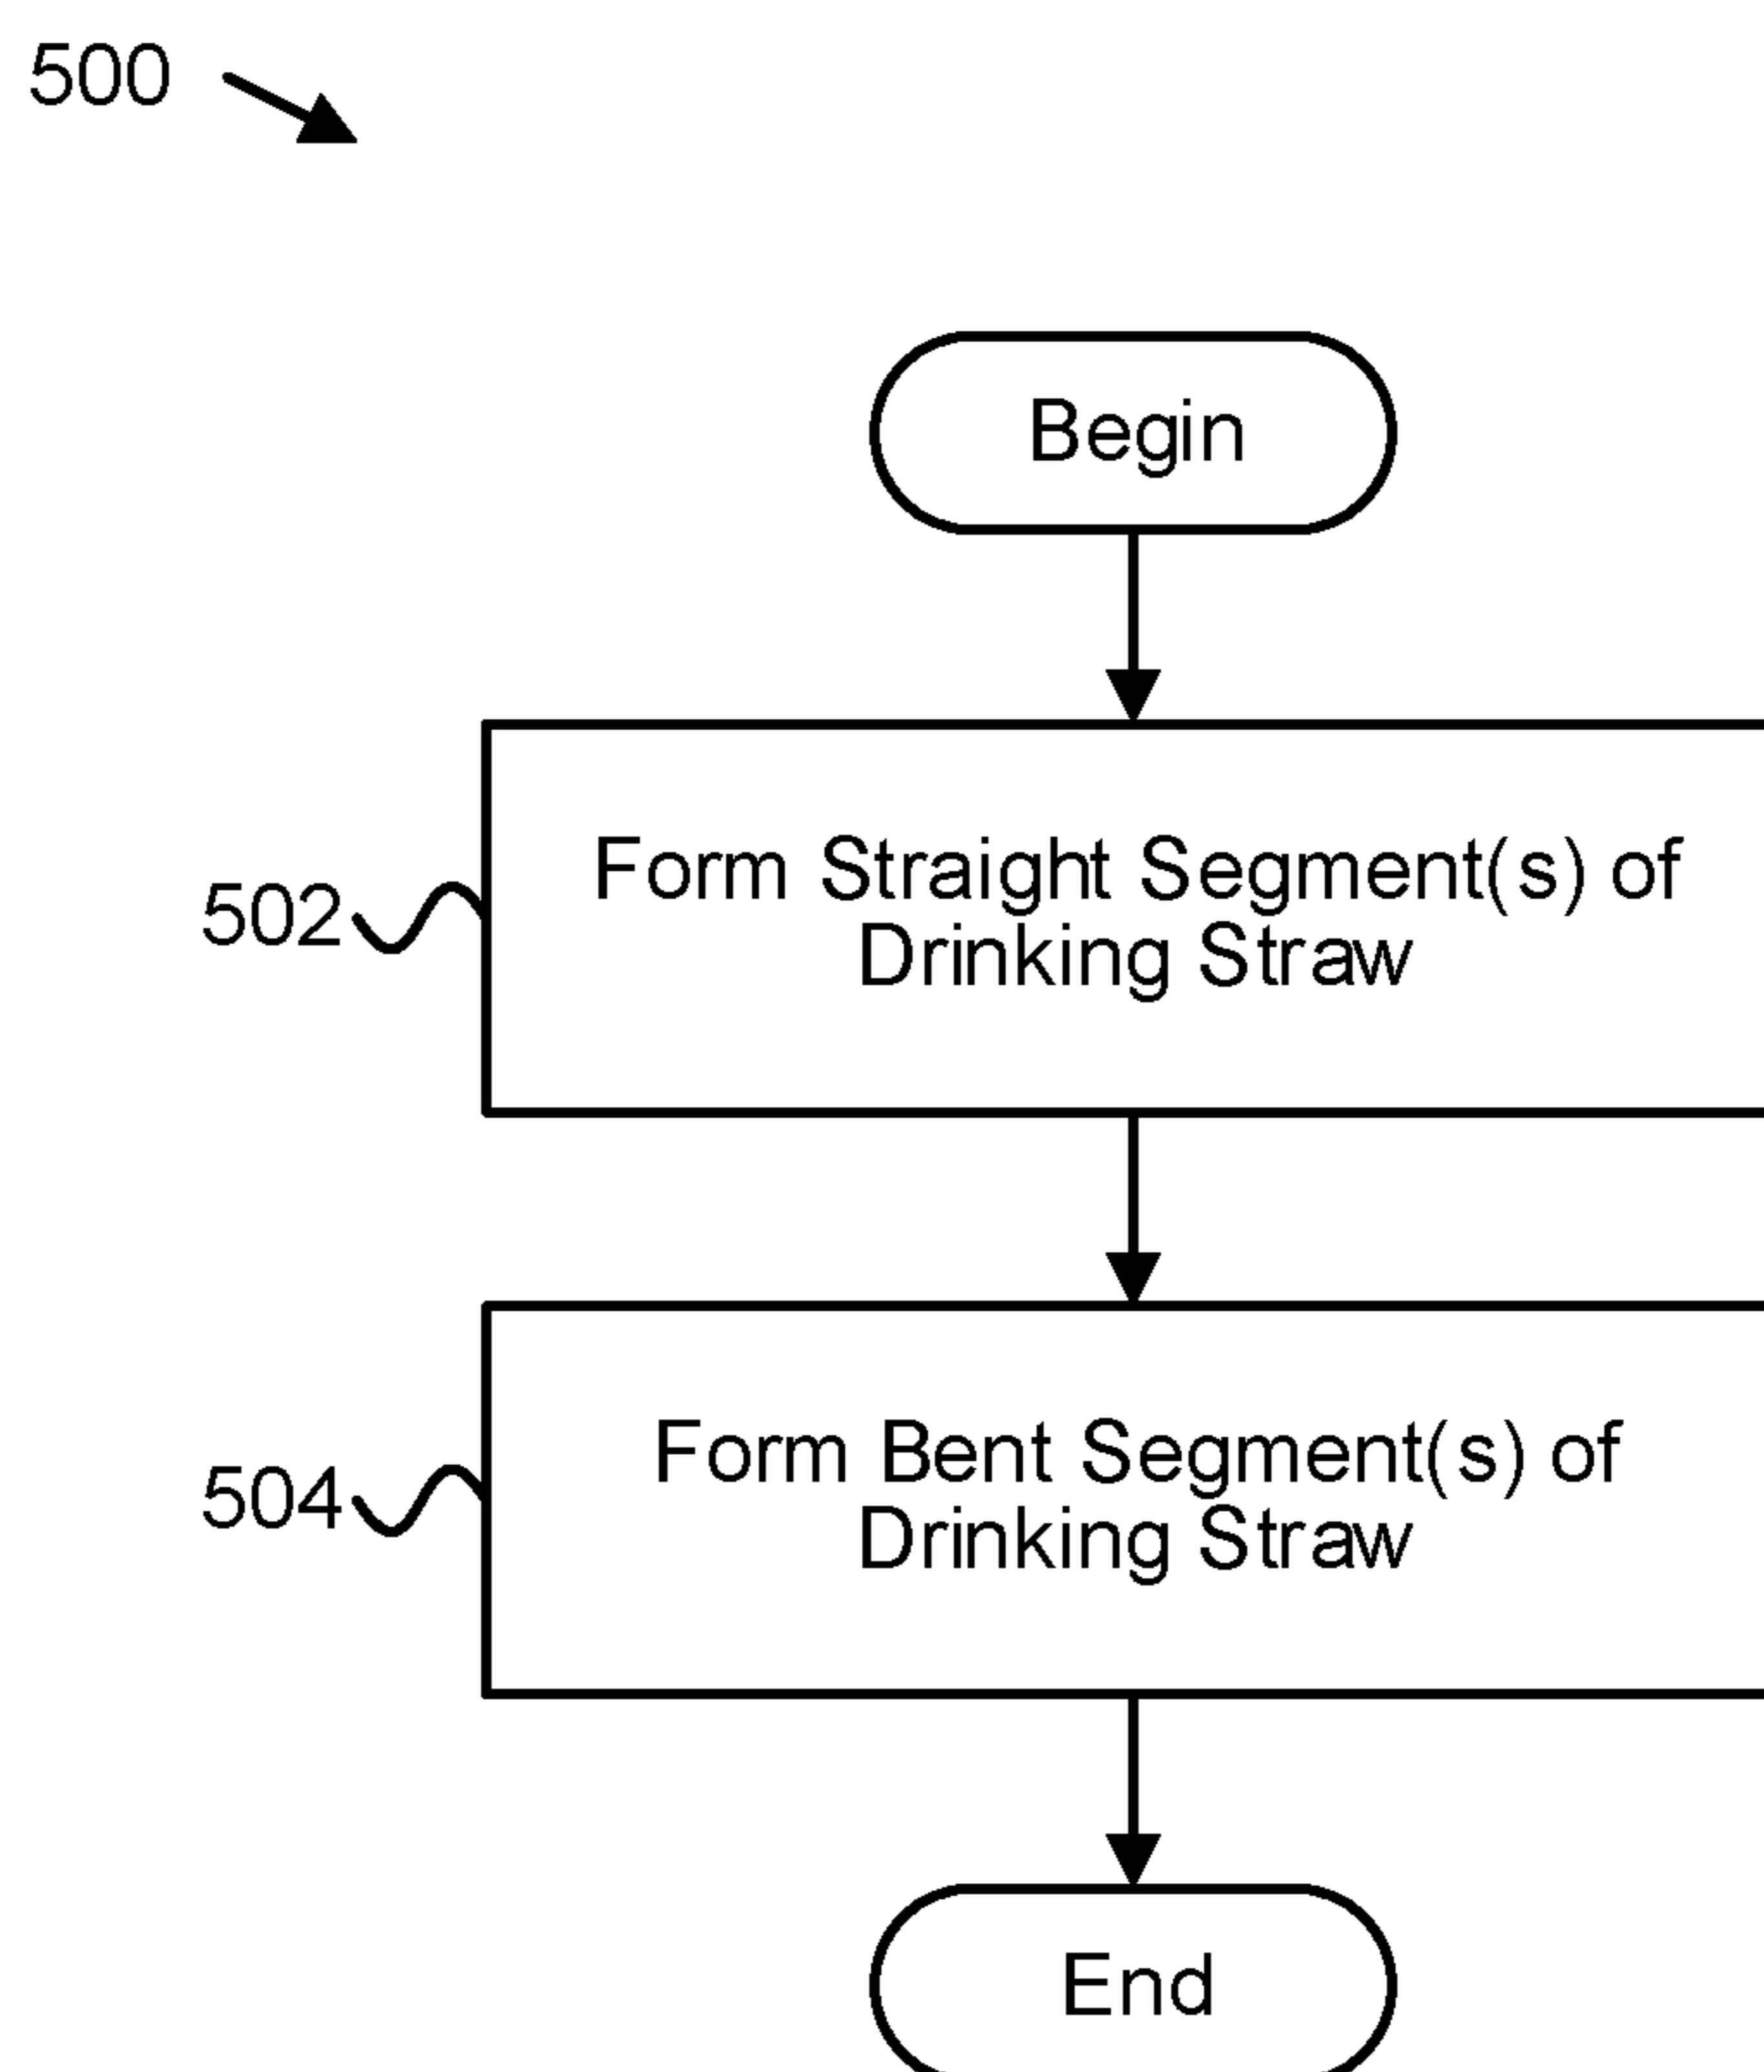 500
Begin
Form Straight Segment(s) of
502
Drinking Straw
Form Bent Segment(s) of
504
Drinking Straw
End